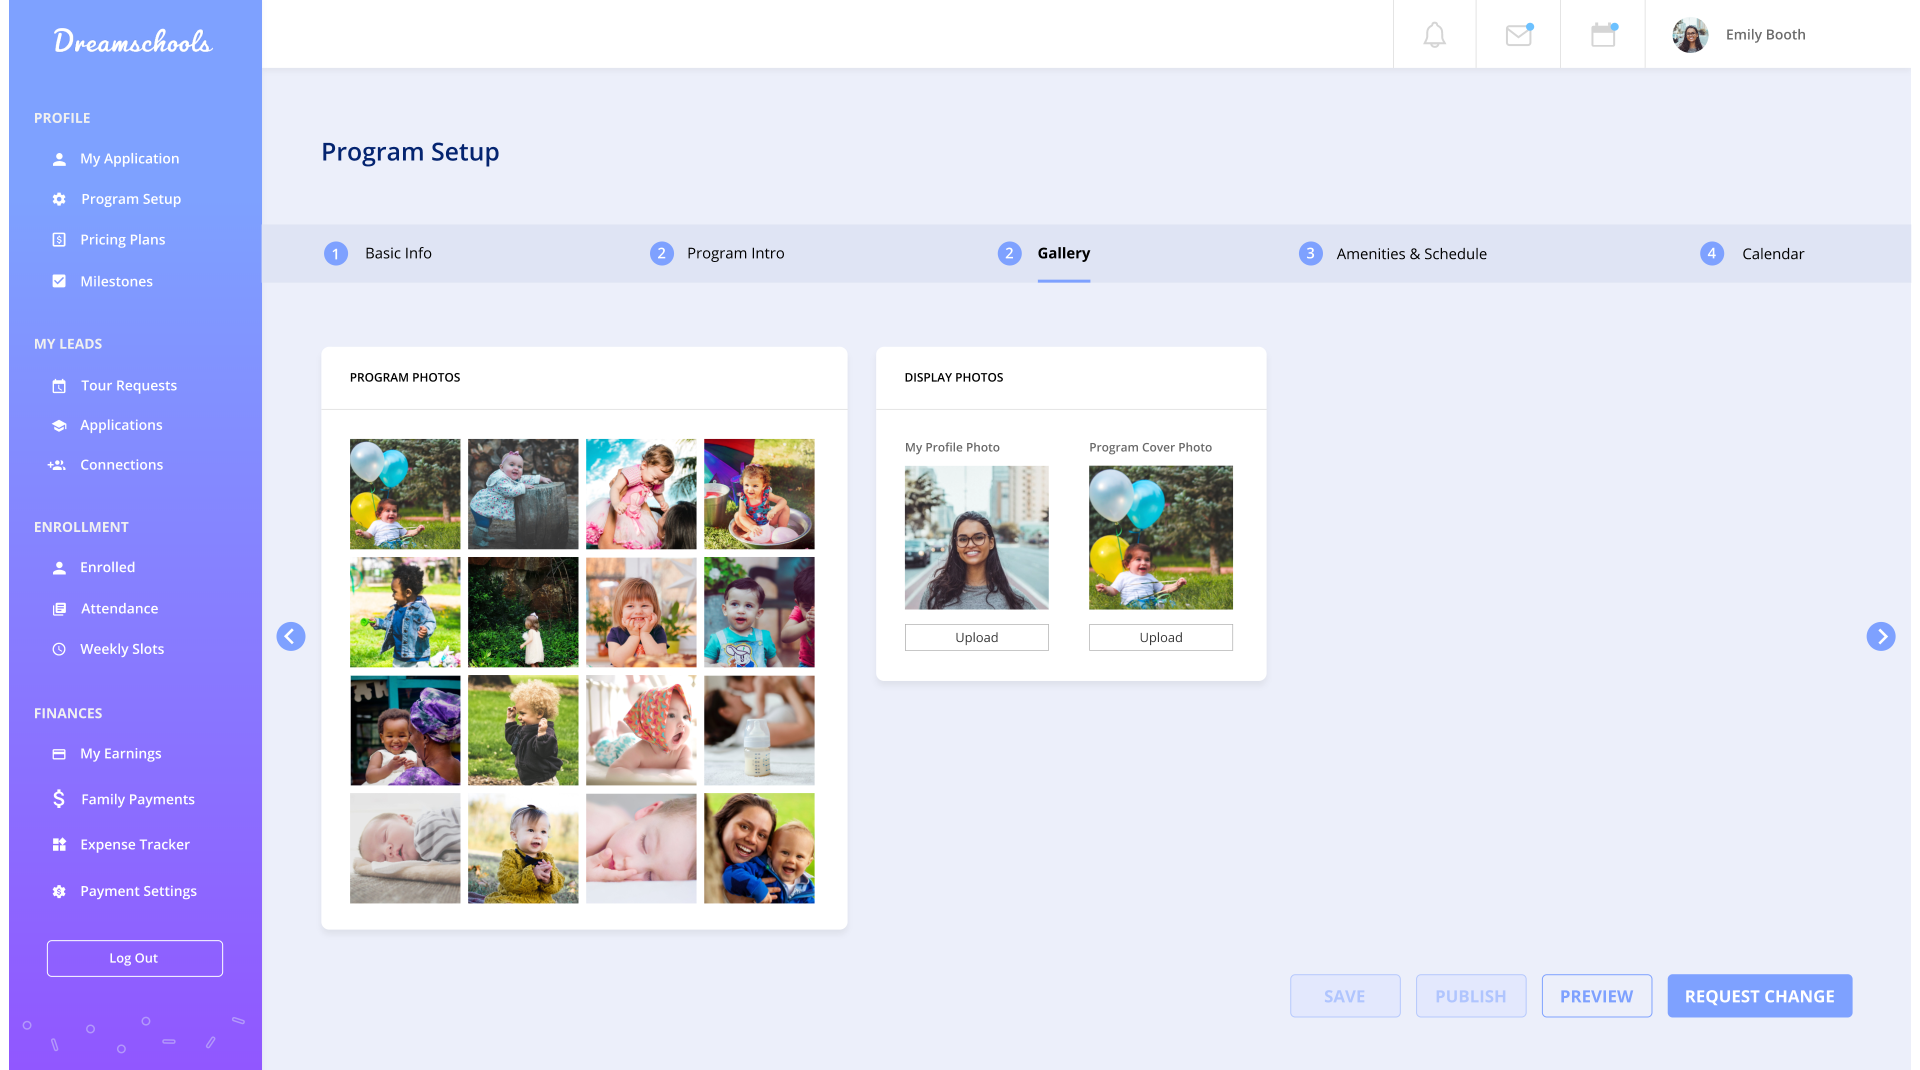 Dreamschools
Emily Booth
PROFILE
My Application
Program Setup
Pricing Plans
Milestones
MY LEADS
Tour Requests
Applications
Connections
ENROLLMENT
Enrolled
Attendance
Weekly Slots
FINANCES
My Earnings
Family Payments
Expense Tracker
Payment Settings
Log Out
Program Setup
1 Basic Info
2 Program Intro
2 Gallery
3 Amenities & Schedule
4 Calendar
PROGRAM PHOTOS
DISPLAY PHOTOS
My Profile Photo
Program Cover Photo
Upload
Upload
SAVE
PUBLISH
PREVIEW
REQUEST CHANGE